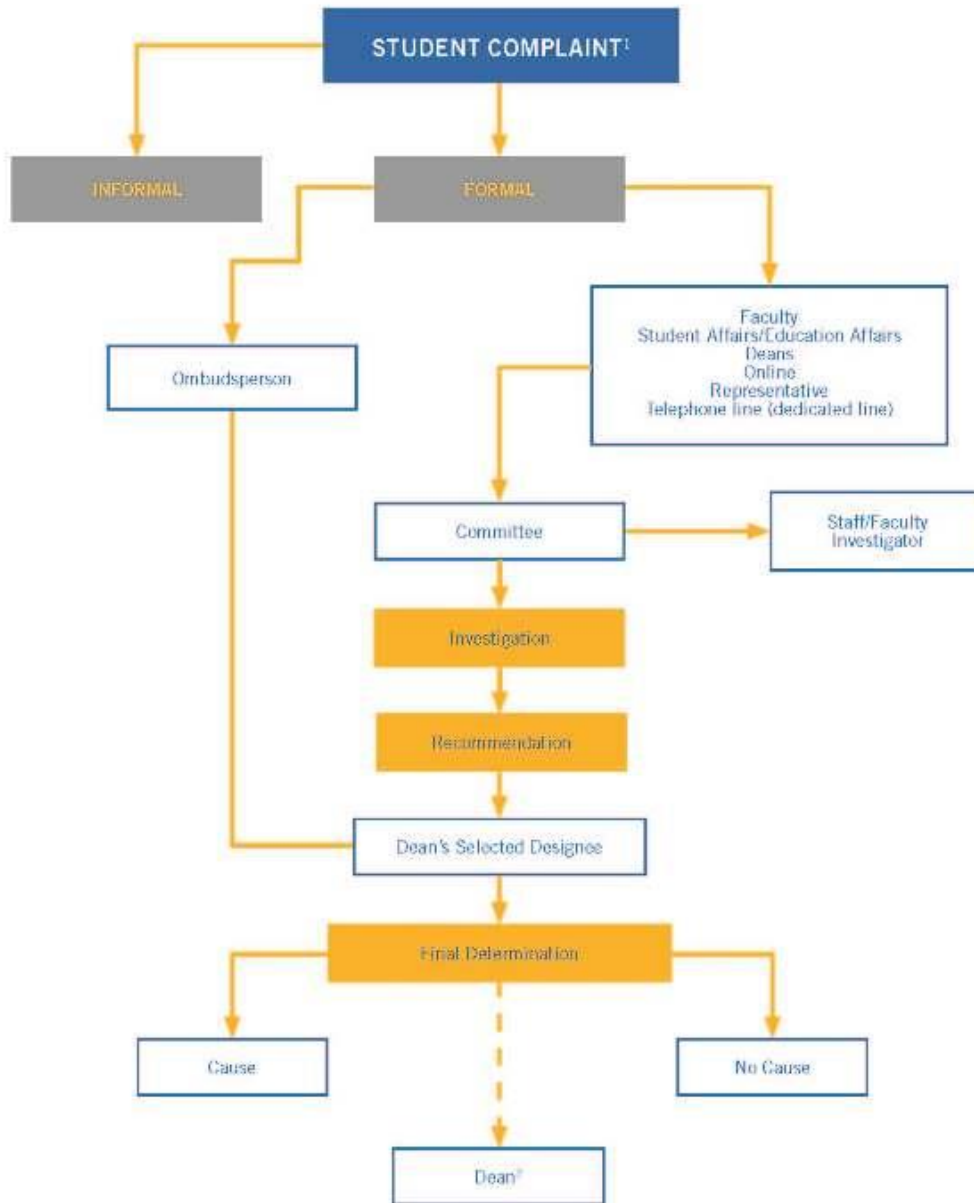 STUDENT COMPLAINT¹
INFORMAL
FORMAL
Faculty
Student Affairs/Education Affairs
Deans
Online
Representative
Telephone line (dedicated line)
Ombudsperson
Committee
Staff/Faculty
Investigator
Investigation
Recommendation
Dean's Selected Designee
Final Determination
Cause
No Cause
Dean²